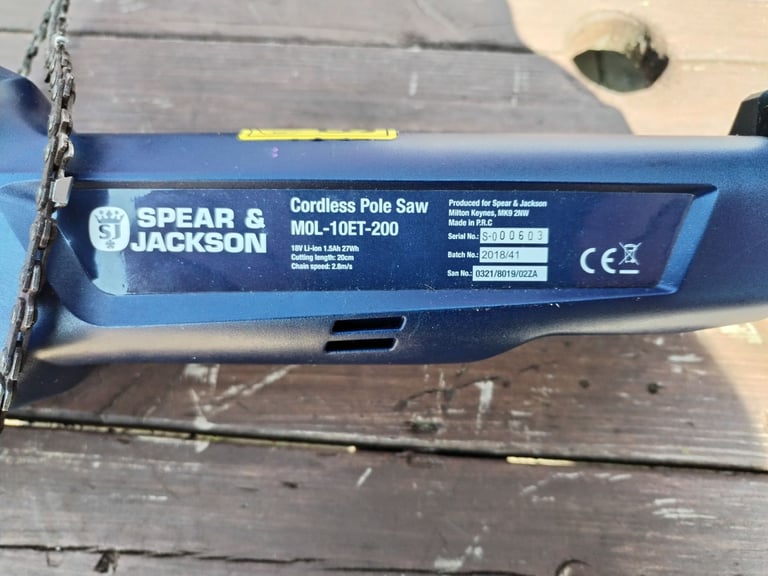 SJ
SPEAR &
JACKSON
Cordless Pole Saw
M0L-10ET-200
18V Li-ion 1.5Ah 27Wh
Cutting length: 20cm
Chain speed: 2.8m/s
Produced for Spear & Jackson
Milton Keynes, MK9 2NW
Made in P.R.C
Serial No.: S-000603
Batch No.: 2018/41
San No.: 0321/8019/02ZA
CE